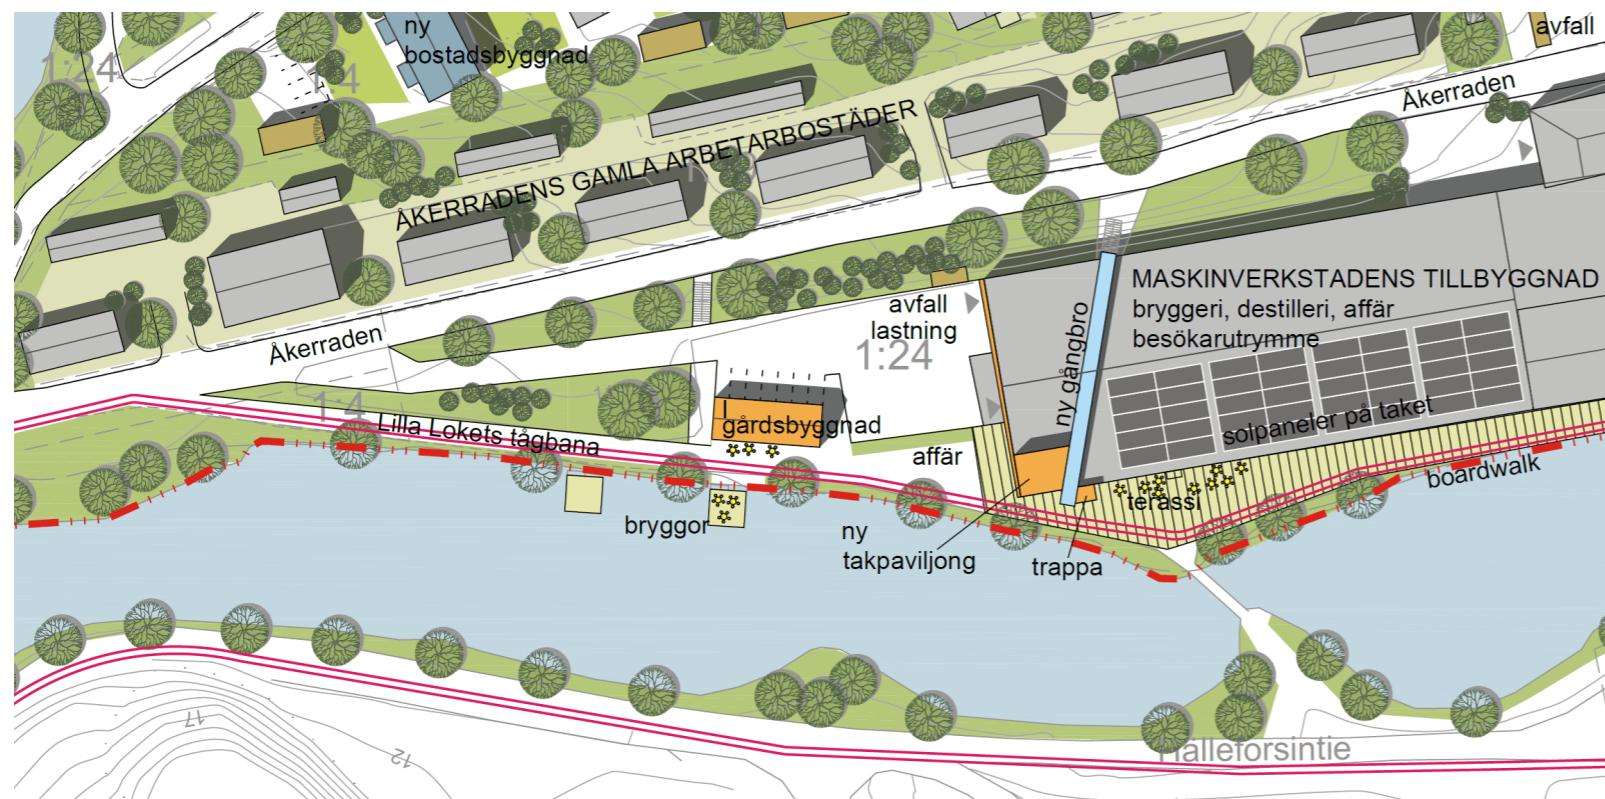 ny
bostadsbyggnad
avfall
1:24
1:4
Åkerraden
ÅKERRADENS GAMLA ARBETARBOSTÄDER
MASKINVERKSTADENS TILLBYGGNAD
bryggeri, destilleri, affär
besökarutrymme
avfall
lastning
1:24
ny gångbro
Åkerraden
1:4
Lilla Lokets tågbana
I
gårdsbyggnad
affär
solpaneler på taket
boardwalk
terassi
bryggor
ny
takpaviljong
trappa
17
12
Hälleforsintie